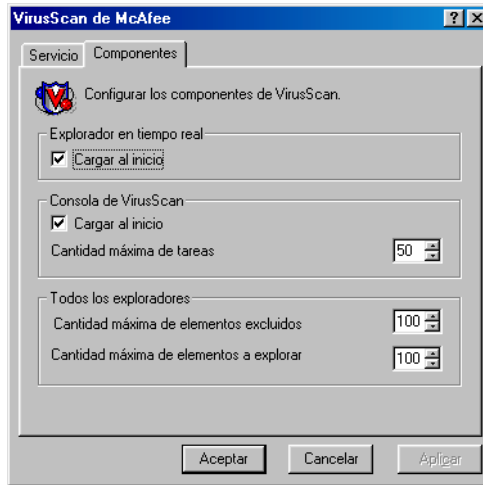 VirusScan de McAfee
Servicio Componentes
Configurar los componentes de VirusScan.
Explorador en tiempo real
Cargar al inicio
Consola de VirusScan
Cargar al inicio
Cantidad máxima de tareas 50
Todos los exploradores
Cantidad máxima de elementos excluidos 100
Cantidad máxima de elementos a explorar 100
Aceptar Cancelar Aplicar